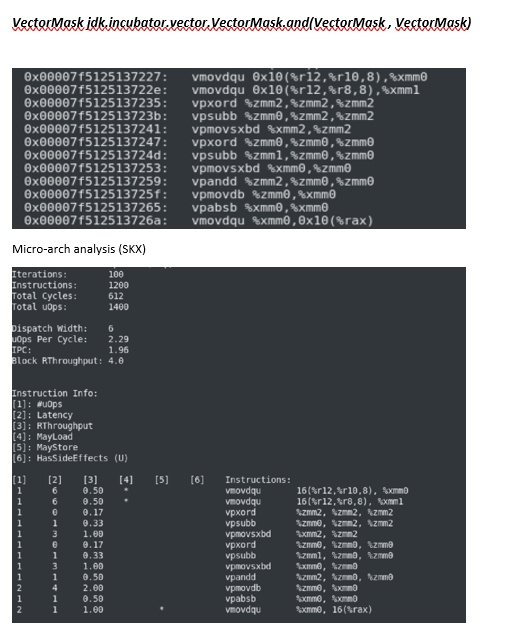 VectorMask jdk.incubator.vector.VectorMask.and(VectorMask , VectorMask)
0x00007f5125137227: vmovdqu 0x10(%r12,%r10,8),%xmm0
0x00007f512513722e: vmovdqu 0x10(%r12,%r8,8),%xmm1
0x00007f5125137235: vpxord %zmm2,%zmm2,%zmm2
0x00007f512513723b: vpsubb %zmm0,%zmm2,%zmm2
0x00007f5125137241: vpmovsxbd %xmm2,%zmm2
0x00007f5125137247: vpxord %zmm0,%zmm0,%zmm0
0x00007f512513724d: vpsubb %zmm1,%zmm0,%zmm0
0x00007f5125137253: vpmovsxbd %xmm0,%zmm0
0x00007f5125137259: vpandd %zmm2,%zmm0,%zmm0
0x00007f512513725f: vpmovdb %zmm0,%xmm0
0x00007f5125137265: vpabsb %xmm0,%xmm0
0x00007f512513726a: vmovdqu %xmm0,0x10(%rax)
Micro-arch analysis (SKX)
Iterations: 100
Instructions: 1200
Total Cycles: 612
Total uOps: 1400
Dispatch Width: 6
uOps Per Cycle: 2.29
IPC: 1.96
Block RThroughput: 4.0
Instruction Info:
[1]: #uOps
[2]: Latency
[3]: RThroughput
[4]: MayLoad
[5]: MayStore
[6]: HasSideEffects (U)
[1] [2] [3] [4] [5] [6] Instructions:
1 6 0.50 * vmovdqu 16(%r12,%r10,8), %xmm0
1 6 0.50 * vmovdqu 16(%r12,%r8,8), %xmm1
1 0 0.17 vpxord %zmm2, %zmm2, %zmm2
1 1 0.33 vpsubb %zmm0, %zmm2, %zmm2
1 3 1.00 vpmovsxbd %xmm2, %zmm2
1 0 0.17 vpxord %zmm0, %zmm0, %zmm0
1 1 0.33 vpsubb %zmm1, %zmm0, %zmm0
1 3 1.00 vpmovsxbd %xmm0, %zmm0
1 1 0.50 vpandd %zmm2, %zmm0, %zmm0
2 4 2.00 vpmovdb %zmm0, %xmm0
1 1 0.50 vpabsb %xmm0, %xmm0
2 1 1.00 * vmovdqu %xmm0, 16(%rax)